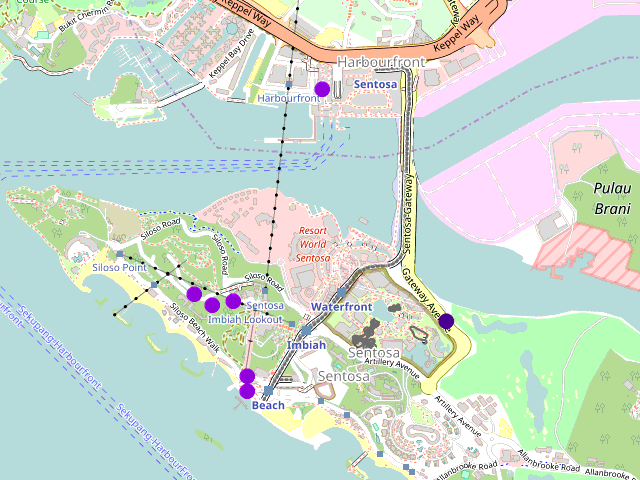 Course
Bukit Chermin Road
Keppel Way
Keppel Bay Drive
Keppel Way
Harbourfront
Sentosa
Harbourfront
Sentosa Gateway
Pulau
Brani
Siloso Road
Siloso Road
Resort
World
Sentosa
Siloso Point
Siloso Road
Gateway Avenue
Sentosa
Waterfront
Imbiah Lookout
Siloso Beach Walk
Imbiah
Sentosa
Artillery Avenue
Sentosa
Beach
Artillery Avenue
Sekupang-Harbourfront
Sekupang-Harbourfront
Allanbrooke Road
Allanbrooke Road